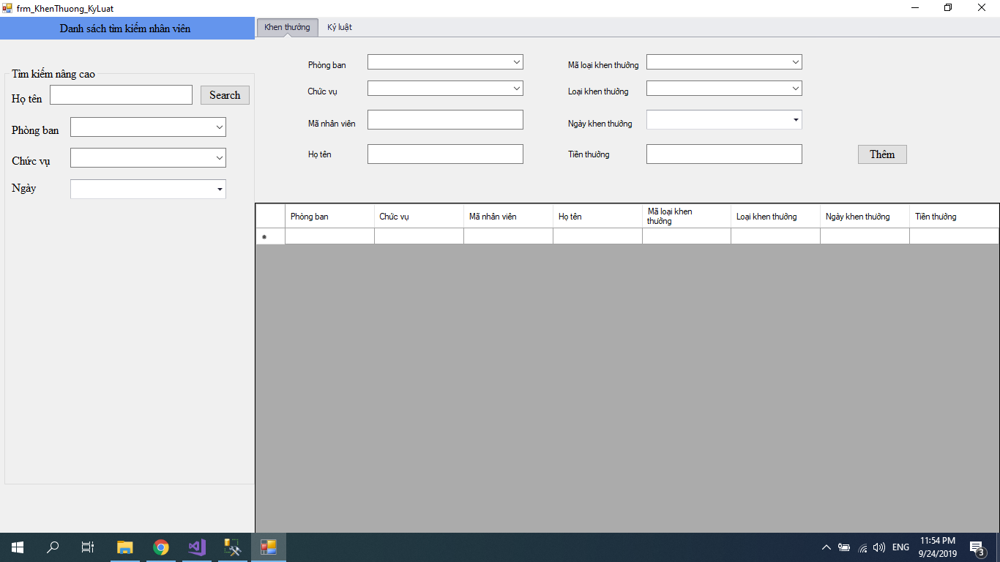 frm_KhenThuong_KyLuat
Danh sách tìm kiếm nhân viên
Khen thưởng
Kỷ luật
Tìm kiếm nâng cao
Họ tên
Search
Phòng ban
Chức vụ
Ngày
Phòng ban
Mã loại khen thưởng
Chức vụ
Loại khen thưởng
Mã nhân viên
Ngày khen thưởng
Họ tên
Tiền thưởng
Thêm
Phòng ban
Chức vụ
Mã nhân viên
Họ tên
Mã loại khen
thưởng
Loại khen thưởng
Ngày khen thưởng
Tiền thưởng
ENG
11:54 PM
9/24/2019
3